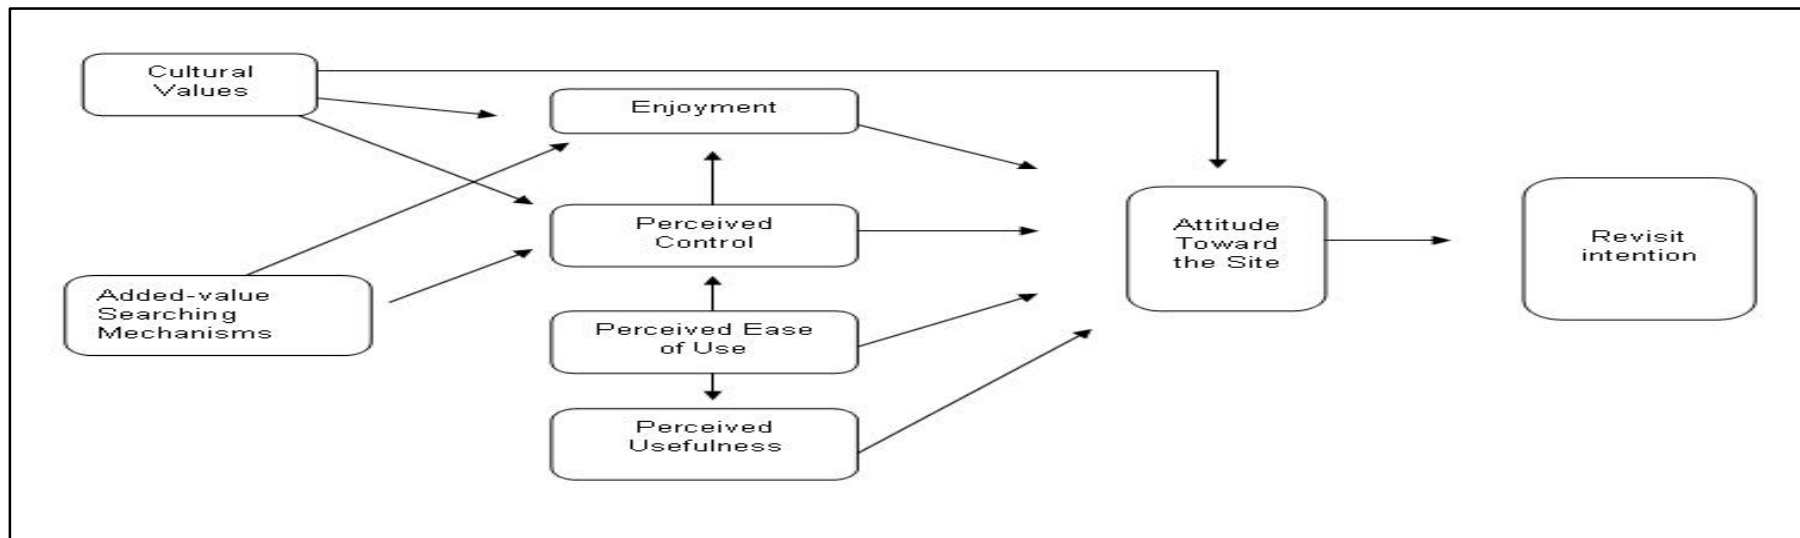 Cultural
Values
Enjoyment
Perceived
Control
Added-value
Searching
Mechanisms
Perceived Ease
of Use
Perceived
Usefulness
Attitude
Toward
the Site
Revisit
intention